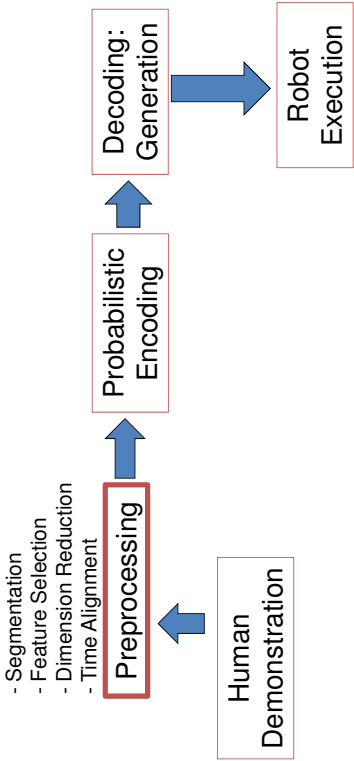 - Segmentation
- Feature Selection
- Dimension Reduction
- Time Alignment
Preprocessing
Human
Demonstration
Probabilistic
Encoding
Decoding:
Generation
Robot
Execution